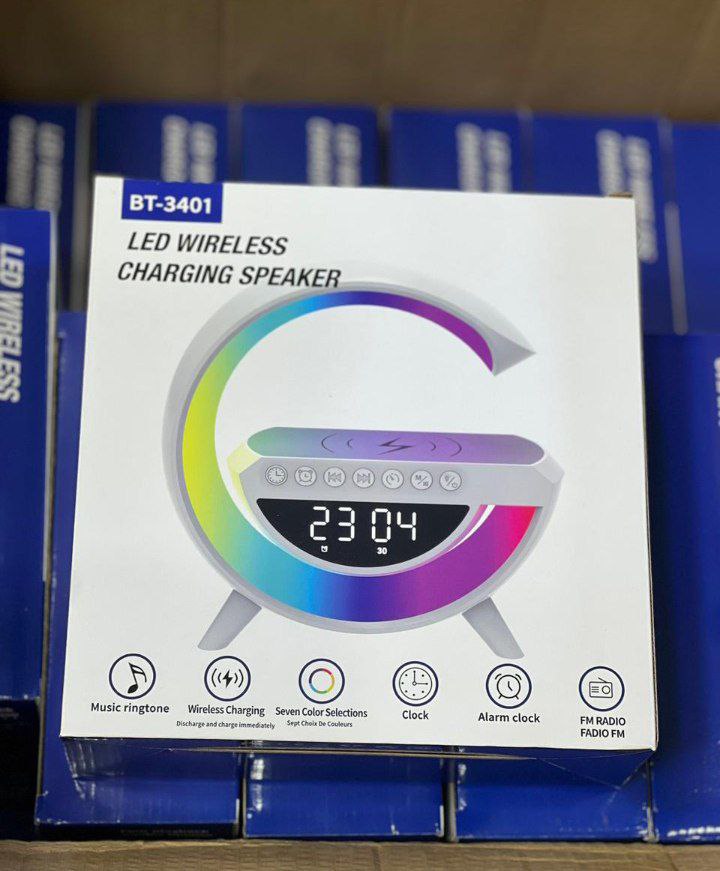 BT-3401
LED WIRELESS
CHARGING SPEAKER
M/
23 04
30
Music ringtone
Wireless Charging
Discharge and charge immediately
Seven Color Selections
Sept Choix De Couleurs
Clock
Alarm clock
FM RADIO
FADIO FM
LED WIRELESS